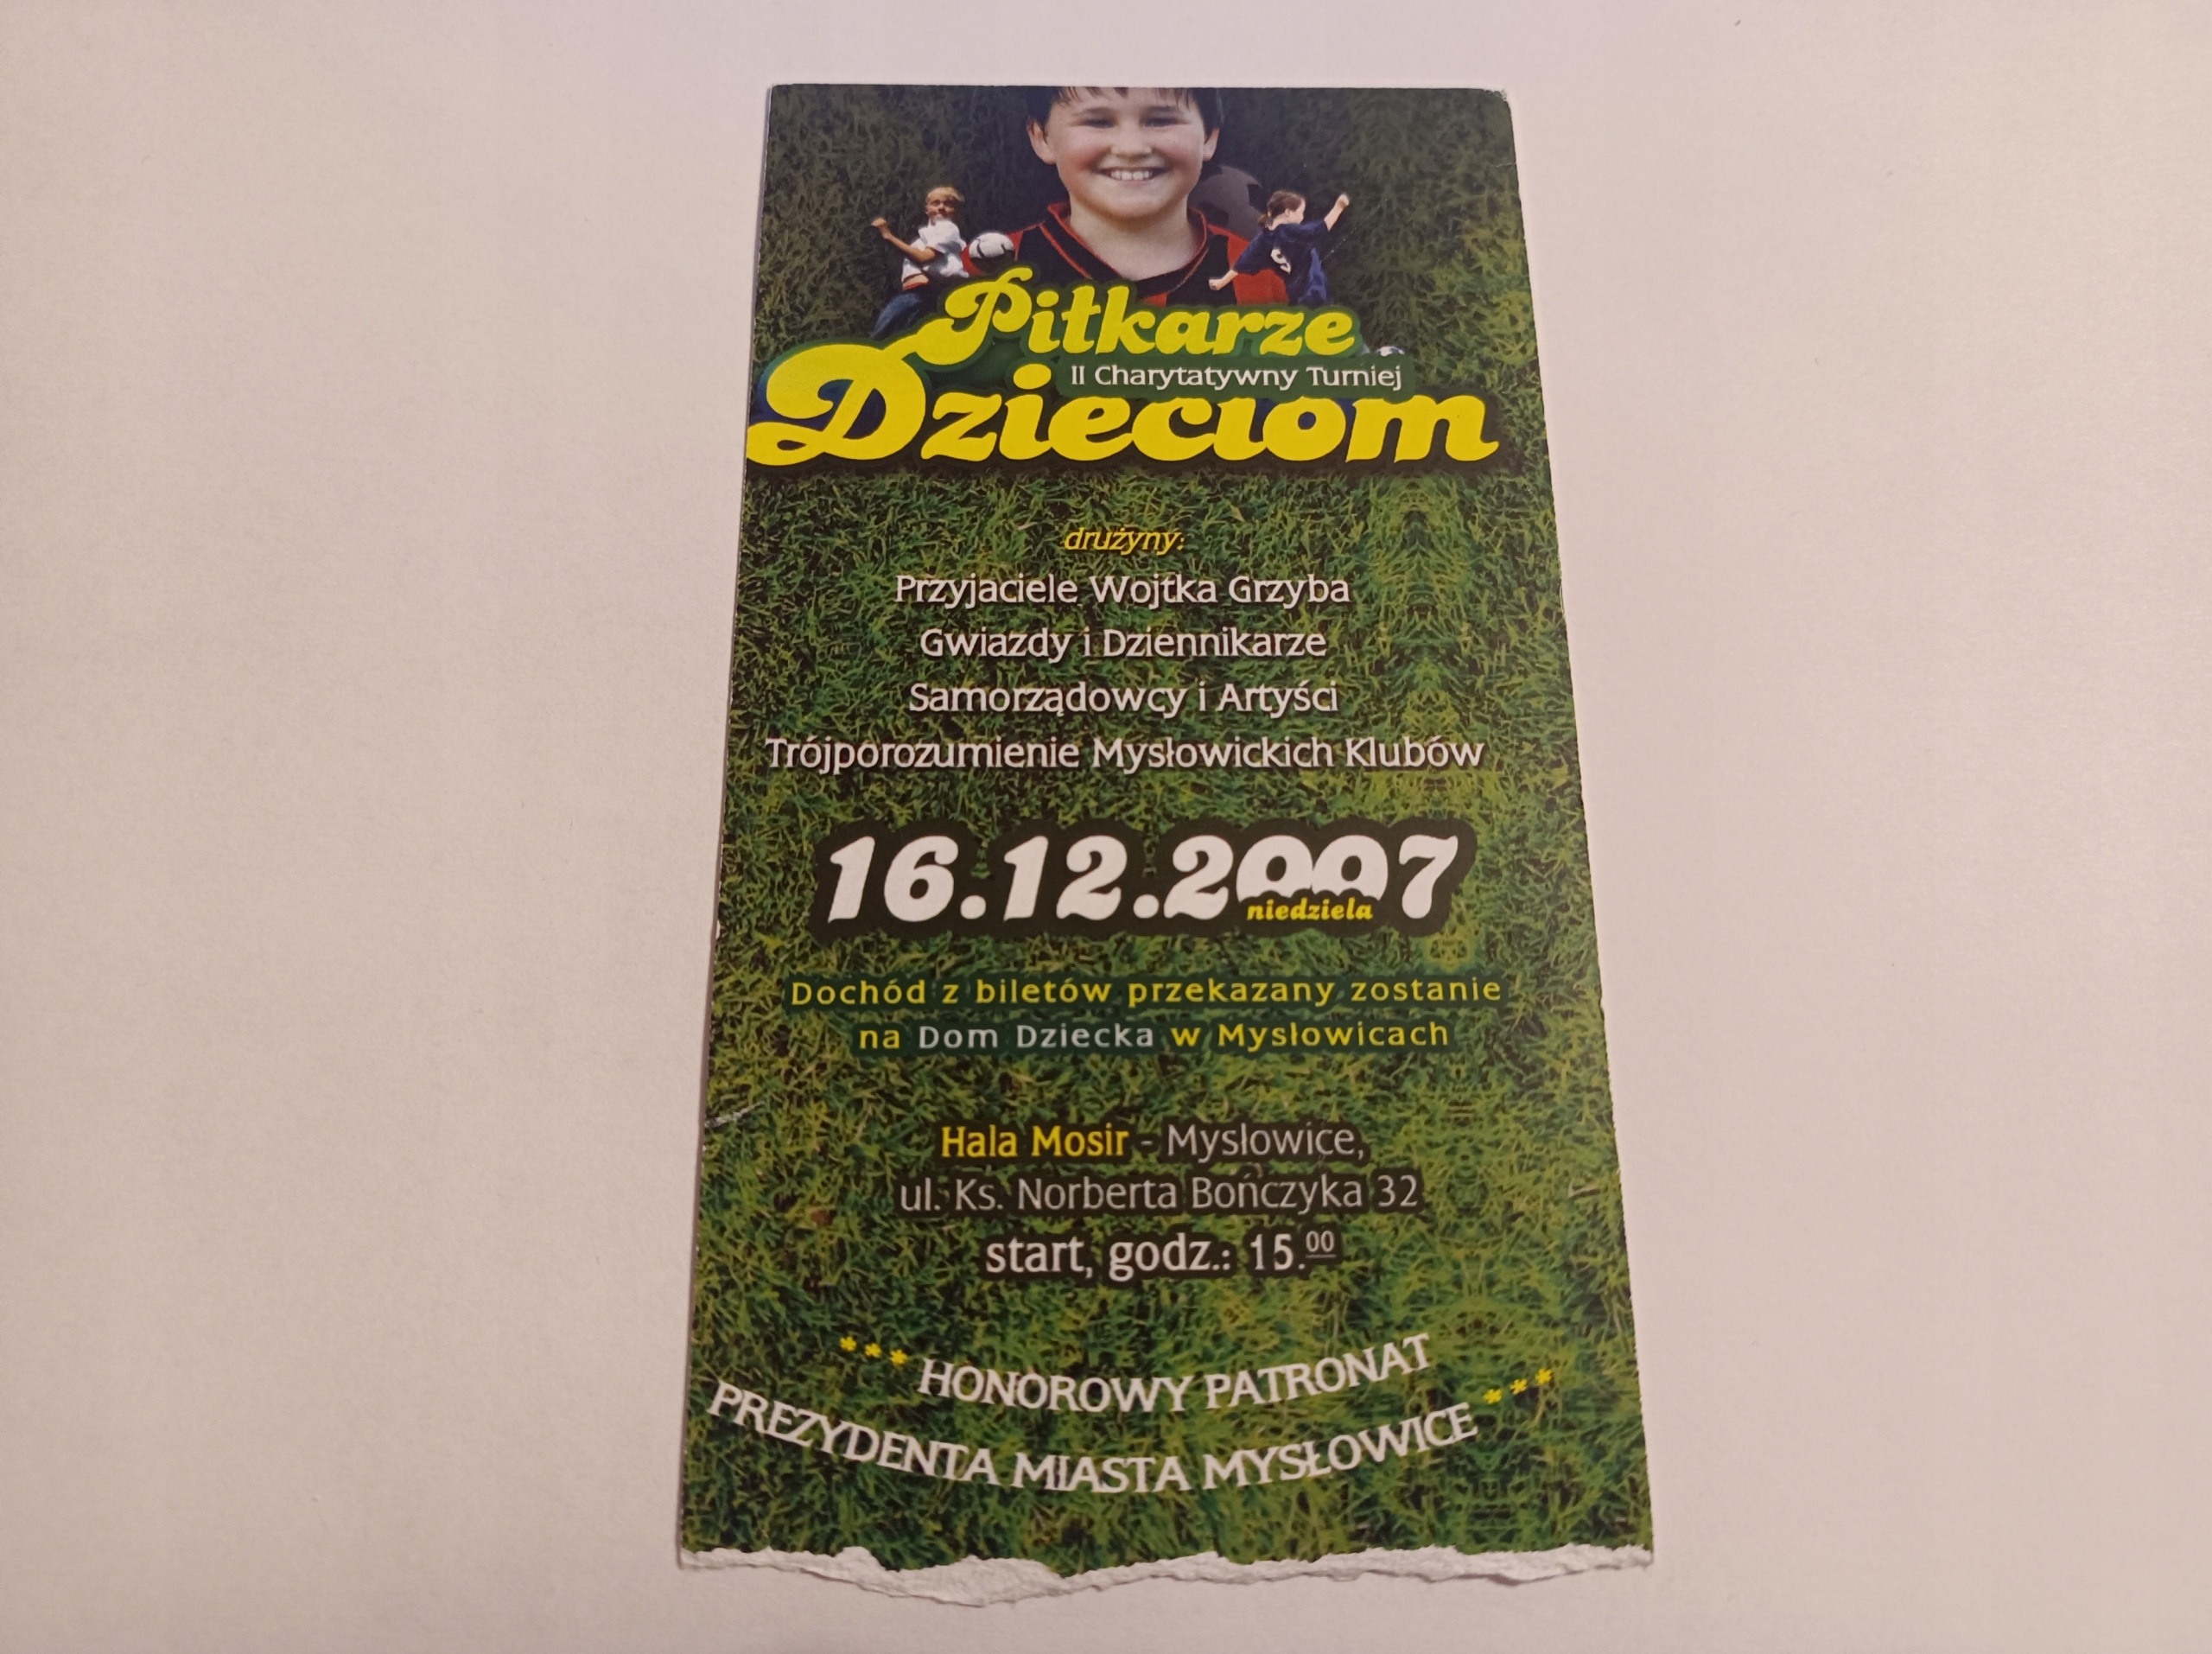 Piłkarze
II Charytatywny Turniej
Dzieciom
drużyny:
Przyjaciele Wojtka Grzyba
Gwiazdy i Dziennikarze
Samorządowcy i Artyści
Trójporozumienie Mysłowickich Klubów
16.12.2007
niedziela
Dochód z biletów przekazany zostanie
na Dom Dziecka w Mysłowicach
Hala Mosir - Mysłowice,
ul. Ks. Norberta Bończyka 32
start, godz.: 15.00
*** HONOROWY PATRONAT
PREZYDENTA MIASTA MYSŁOWICE ***
9